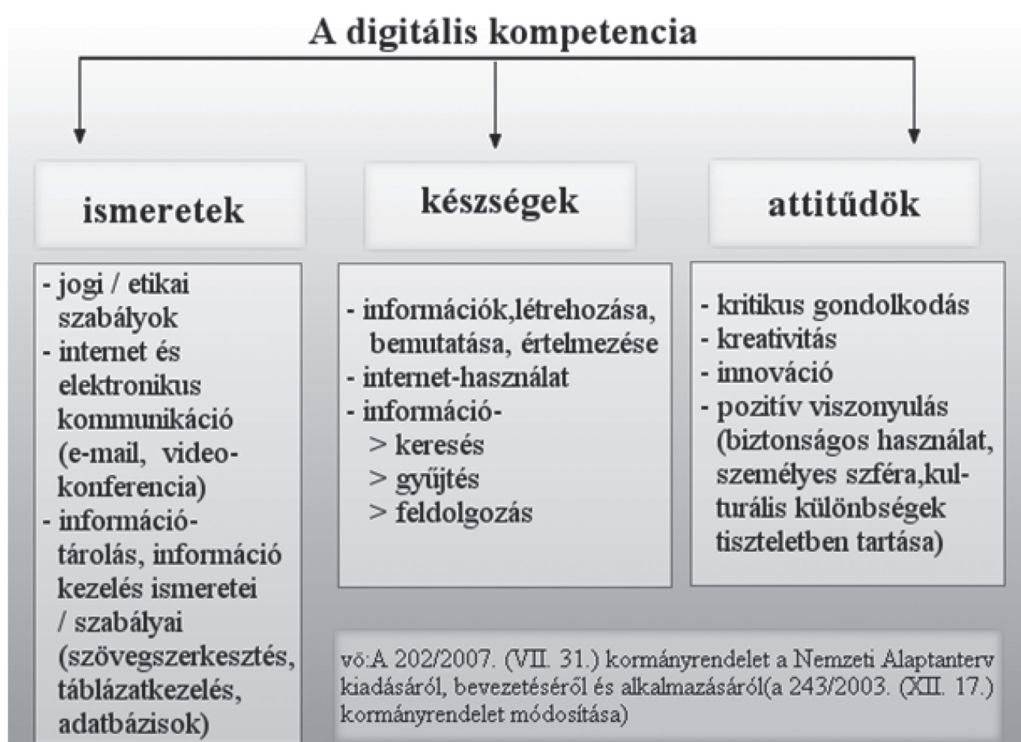 A digitális kompetencia
ismeretek
- jogi / etikai
szabályok
- internet és
elektronikus
kommunikáció
(e-mail, video-
konferencia)
- információ-
tárolás, információ
kezelés ismeretei
/ szabályai
(szövegszerkesztés,
táblázatkezelés,
adatbázisok)
készségek
- információk,létrehozása,
bemutatása, értelmezése
- internet-használat
- információ-
> keresés
> gyűjtés
> feldolgozás
attitűdök
- kritikus gondolkodás
- kreativitás
- innováció
- pozitív viszonyulás
(biztonságos használat,
személyes szféra,kul-
turális különbségek
tiszteletben tartása)
vö:A 202/2007. (VII. 31.) kormányrendelet a Nemzeti Alaptanterv
kiadásáról, bevezetéséről és alkalmazásáról(a 243/2003. (XII. 17.)
kormányrendelet módosítása)